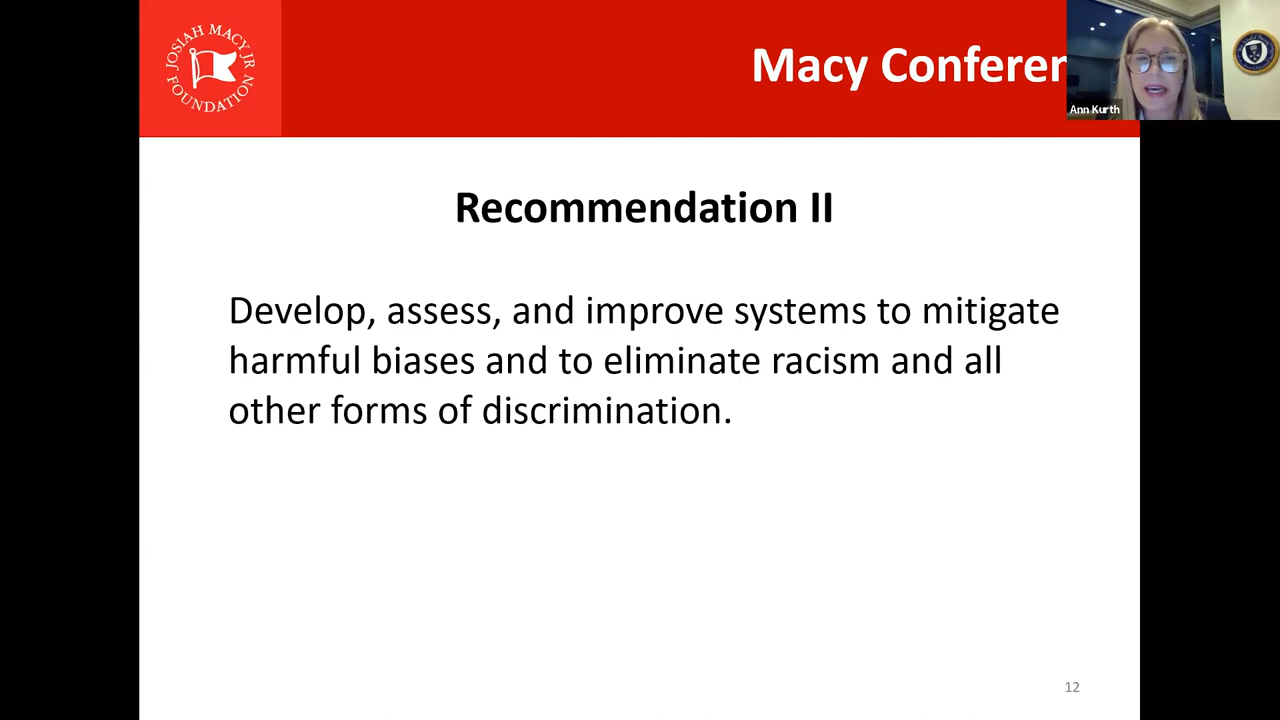 JOSIAH MACY JR
FOUNDATION
Macy Conferen
Ann Kurth
Recommendation II
Develop, assess, and improve systems to mitigate
harmful biases and to eliminate racism and all
other forms of discrimination.
12